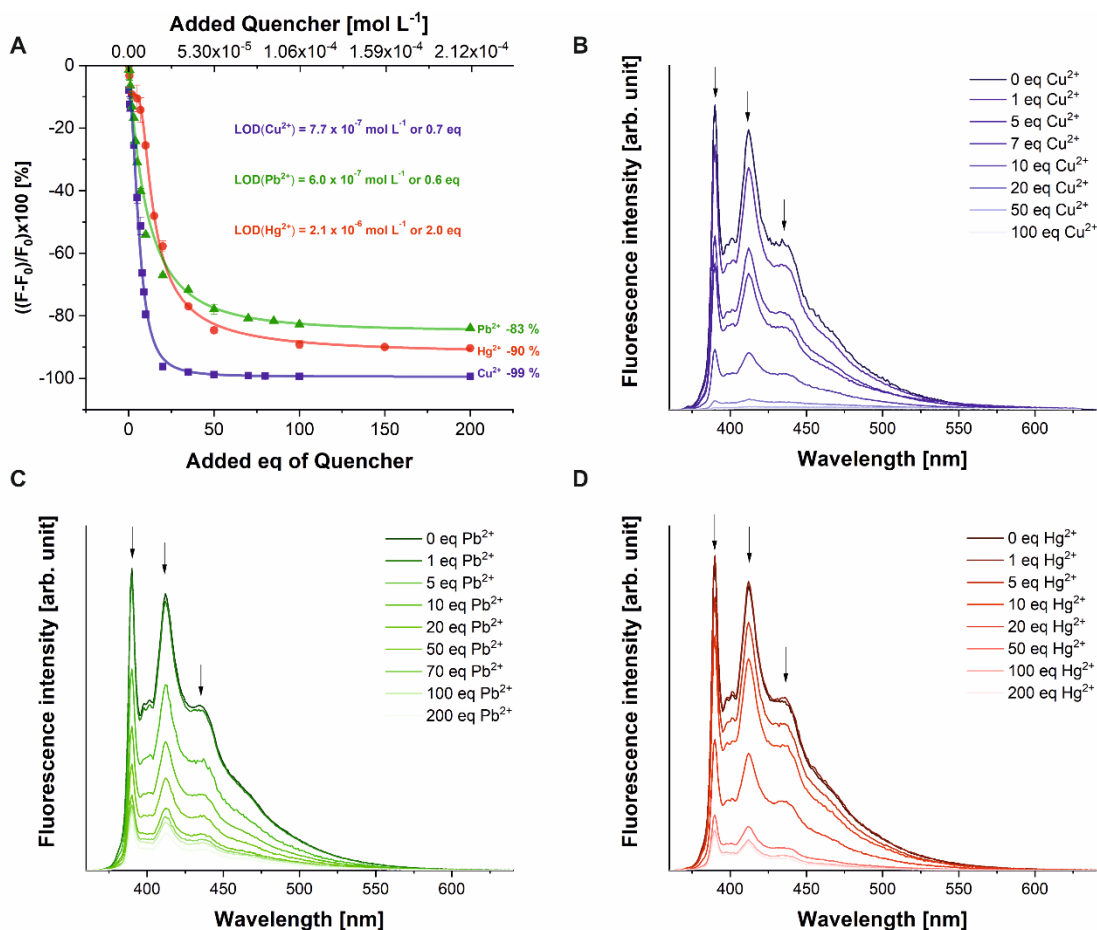 A
Added Quencher [mol L⁻¹]
0.00 5.30x10⁻⁵ 1.06x10⁻⁴ 1.59x10⁻⁴ 2.12x10⁻⁴
((F-F₀)/F₀)x100 [%]
0
-20
-40
-60
-80
-100
LOD(Cu²⁺) = 7.7 x 10⁻⁷ mol L⁻¹ or 0.7 eq
LOD(Pb²⁺) = 6.0 x 10⁻⁷ mol L⁻¹ or 0.6 eq
LOD(Hg²⁺) = 2.1 x 10⁻⁶ mol L⁻¹ or 2.0 eq
Pb²⁺ -83 %
Hg²⁺ -90 %
Cu²⁺ -99 %
0 50 100 150 200
Added eq of Quencher
B
Fluorescence intensity [arb. unit]
0 eq Cu²⁺
1 eq Cu²⁺
5 eq Cu²⁺
7 eq Cu²⁺
10 eq Cu²⁺
20 eq Cu²⁺
50 eq Cu²⁺
100 eq Cu²⁺
400 450 500 550 600
Wavelength [nm]
C
Fluorescence intensity [arb. unit]
0 eq Pb²⁺
1 eq Pb²⁺
5 eq Pb²⁺
10 eq Pb²⁺
20 eq Pb²⁺
50 eq Pb²⁺
70 eq Pb²⁺
100 eq Pb²⁺
200 eq Pb²⁺
400 450 500 550 600
Wavelength [nm]
D
Fluorescence intensity [arb. unit]
0 eq Hg²⁺
1 eq Hg²⁺
5 eq Hg²⁺
10 eq Hg²⁺
20 eq Hg²⁺
50 eq Hg²⁺
100 eq Hg²⁺
200 eq Hg²⁺
400 450 500 550 600
Wavelength [nm]